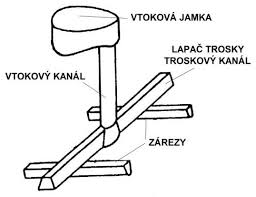 VTOKOVÁ JAMKA
LAPAČ TROSKY
TROSKOVÝ KANÁL
VTOKOVÝ KANÁL
ZÁREZY